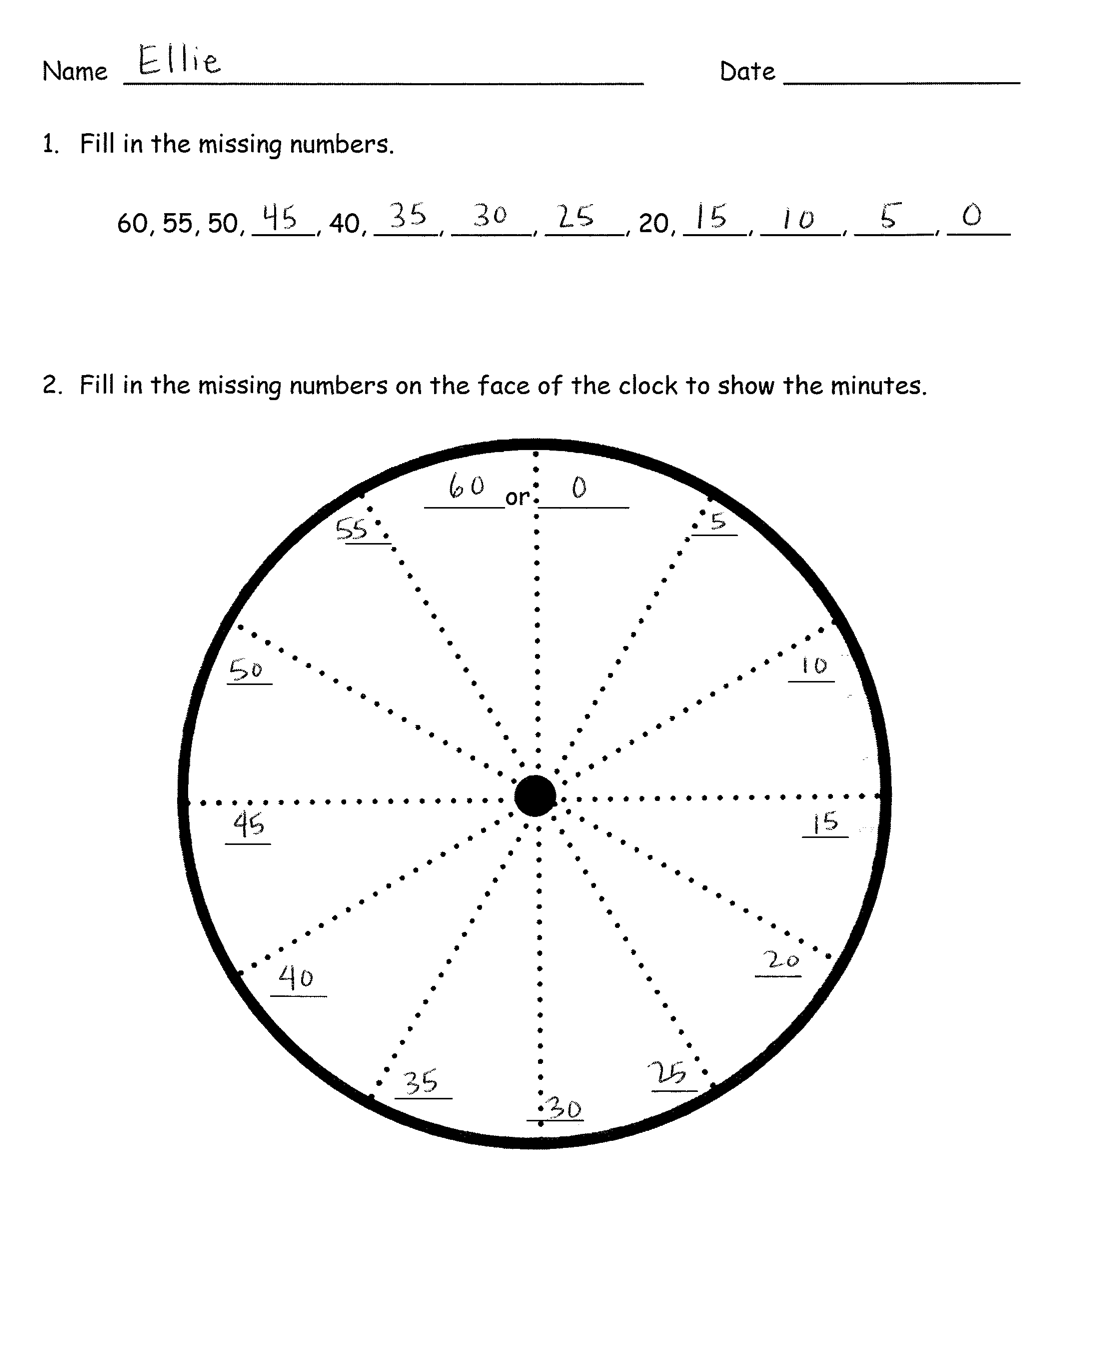 Name Ellie Date
1. Fill in the missing numbers.
60, 55, 50, 45, 40, 35, 30, 25, 20, 15, 10, 5, 0
2. Fill in the missing numbers on the face of the clock to show the minutes.
60 or 0
55 5
50 10
45 15
40 20
35 25
30